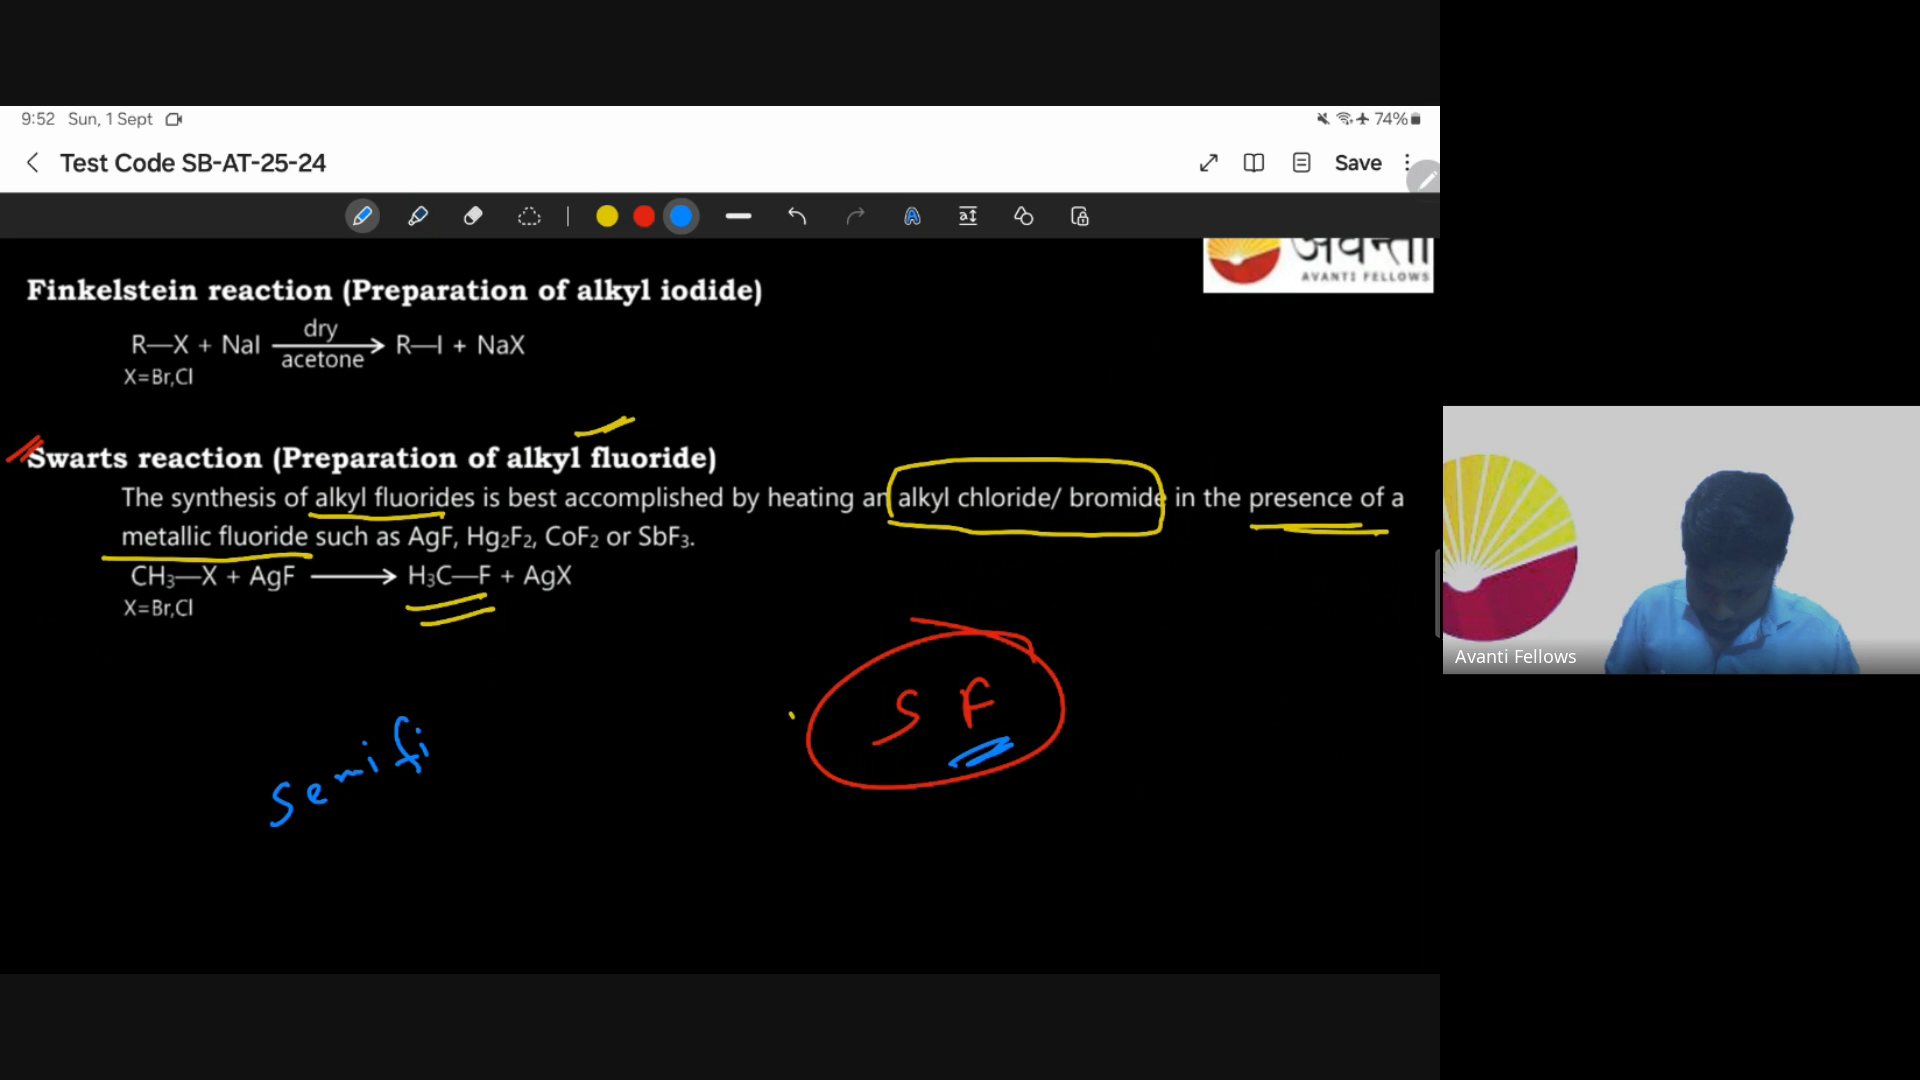 9:52 Sun, 1 Sept 74%
Test Code SB-AT-25-24 Save
अवन्ती
AVANTI FELLOWS
Finkelstein reaction (Preparation of alkyl iodide)
R—X + NaI dry acetone → R—I + NaX
X=Br,Cl
Swarts reaction (Preparation of alkyl fluoride)
The synthesis of alkyl fluorides is best accomplished by heating an alkyl chloride/ bromide in the presence of a
metallic fluoride such as AgF, Hg₂F₂, CoF₂ or SbF₃.
CH₃—X + AgF → H₃C—F + AgX
X=Br,Cl
S F
Semifi
Avanti Fellows